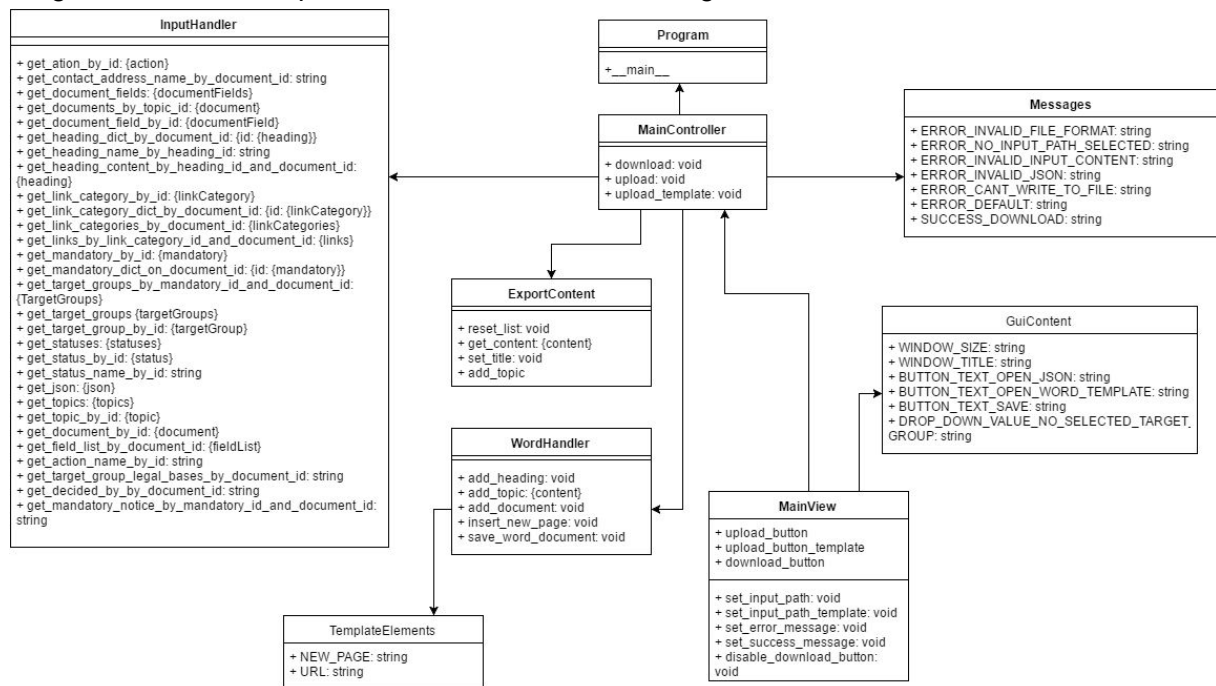 InputHandler
+ get_ation_by_id: {action}
+ get_contact_address_name_by_document_id: string
+ get_document_fields: {documentFields}
+ get_documents_by_topic_id: {document}
+ get_document_field_by_id: {documentField}
+ get_heading_dict_by_document_id: {id: {heading}}
+ get_heading_name_by_heading_id: string
+ get_heading_content_by_heading_id_and_document_id:
{heading}
+ get_link_category_by_id: {linkCategory}
+ get_link_category_dict_by_document_id: {id: {linkCategory}}
+ get_link_categories_by_document_id: {linkCategories}
+ get_links_by_link_category_id_and_document_id: {links}
+ get_mandatory_by_id: {mandatory}
+ get_mandatory_dict_on_document_id: {id: {mandatory}}
+ get_target_groups_by_mandatory_id_and_document_id:
{TargetGroups}
+ get_target_groups {targetGroups}
+ get_target_group_by_id: {targetGroup}
+ get_statuses: {statuses}
+ get_status_by_id: {status}
+ get_status_name_by_id: string
+ get_json: {json}
+ get_topics: {topics}
+ get_topic_by_id: {topic}
+ get_document_by_id: {document}
+ get_field_list_by_document_id: {fieldList}
+ get_action_name_by_id: string
+ get_target_group_legal_bases_by_document_id: string
+ get_decided_by_by_document_id: string
+ get_mandatory_notice_by_mandatory_id_and_document_id:
string
Program
+__main__
MainController
+ download: void
+ upload: void
+ upload_template: void
Messages
+ ERROR_INVALID_FILE_FORMAT: string
+ ERROR_NO_INPUT_PATH_SELECTED: string
+ ERROR_INVALID_INPUT_CONTENT: string
+ ERROR_INVALID_JSON: string
+ ERROR_CANT_WRITE_TO_FILE: string
+ ERROR_DEFAULT: string
+ SUCCESS_DOWNLOAD: string
ExportContent
+ reset_list: void
+ get_content: {content}
+ set_title: void
+ add_topic
GuiContent
+ WINDOW_SIZE: string
+ WINDOW_TITLE: string
+ BUTTON_TEXT_OPEN_JSON: string
+ BUTTON_TEXT_OPEN_WORD_TEMPLATE: string
+ BUTTON_TEXT_SAVE: string
+ DROP_DOWN_VALUE_NO_SELECTED_TARGET_
GROUP: string
WordHandler
+ add_heading: void
+ add_topic: {content}
+ add_document: void
+ insert_new_page: void
+ save_word_document: void
MainView
+ upload_button
+ upload_button_template
+ download_button
+ set_input_path: void
+ set_input_path_template: void
+ set_error_message: void
+ set_success_message: void
+ disable_download_button:
void
TemplateElements
+ NEW_PAGE: string
+ URL: string